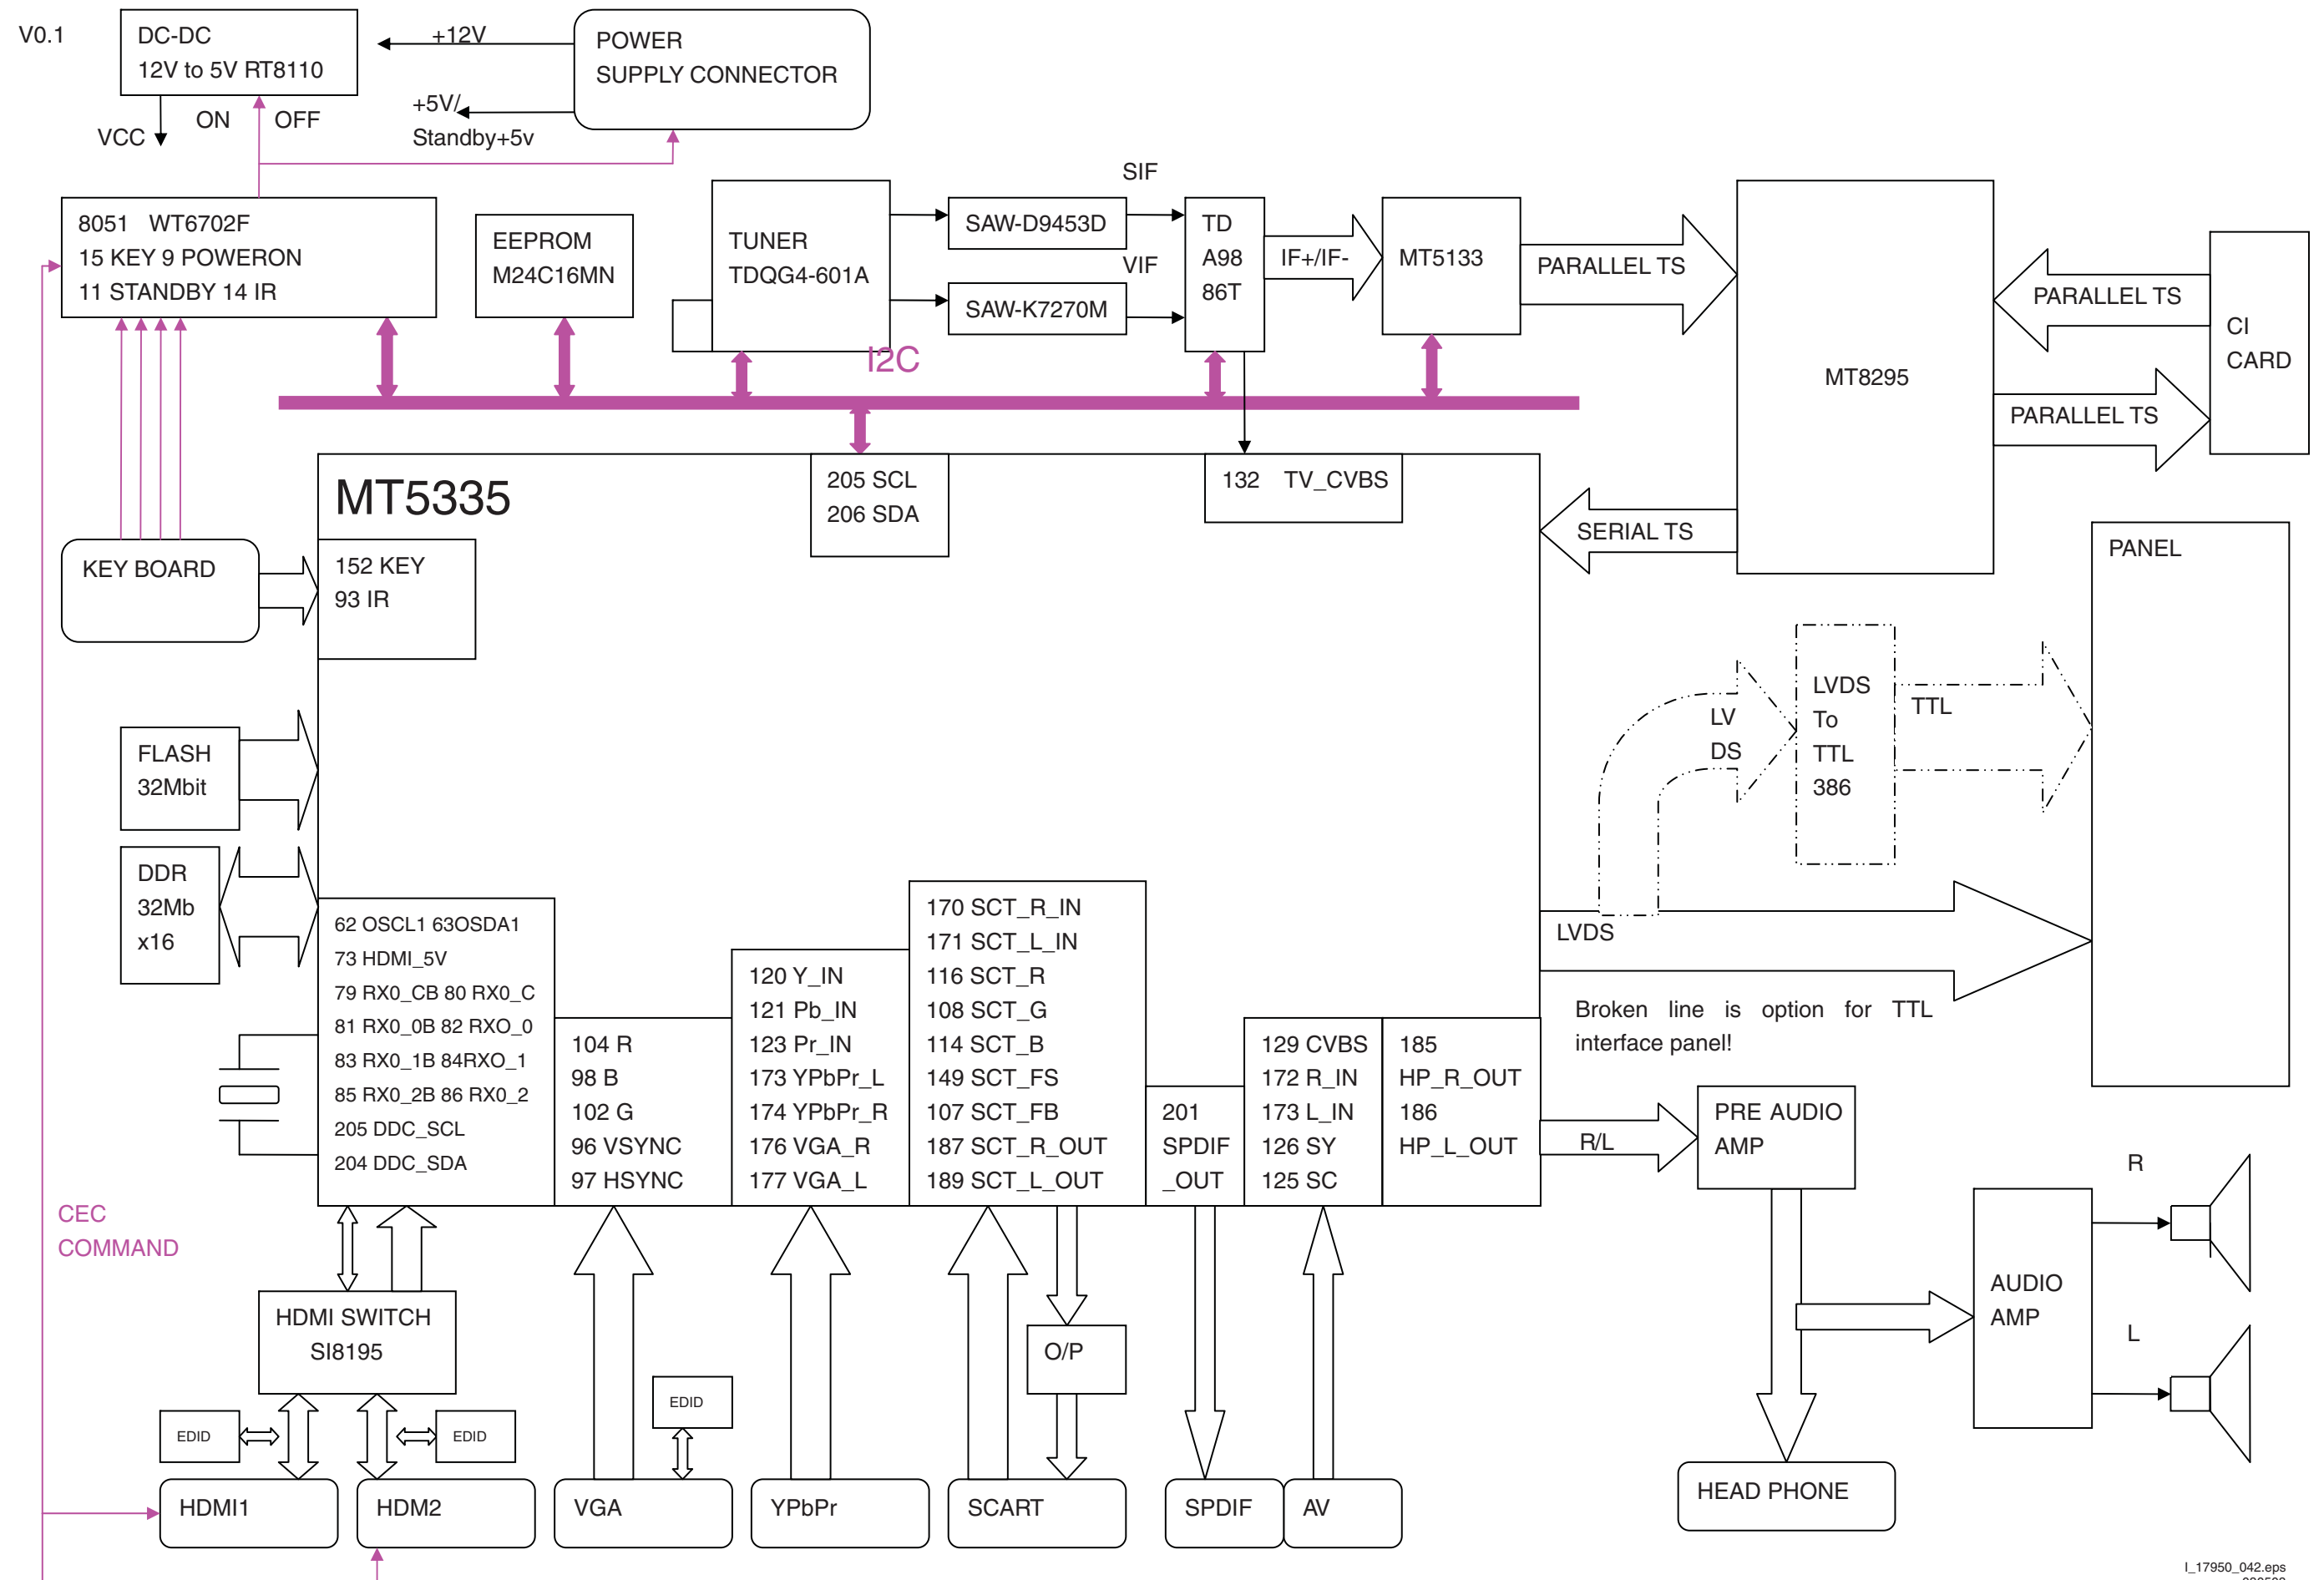 V0.1
DC-DC
12V to 5V RT8110
+12V
POWER
SUPPLY CONNECTOR
+5V/
Standby+5v
ON
OFF
VCC
8051 WT6702F
15 KEY 9 POWERON
11 STANDBY 14 IR
EEPROM
M24C16MN
TUNER
TDQG4-601A
SAW-D9453D
SAW-K7270M
SIF
VIF
TD
A98
86T
IF+/IF-
MT5133
PARALLEL TS
MT8295
PARALLEL TS
PARALLEL TS
CI
CARD
I2C
MT5335
205 SCL
206 SDA
132 TV_CVBS
SERIAL TS
KEY BOARD
152 KEY
93 IR
PANEL
LV
DS
LVDS
To
TTL
386
TTL
FLASH
32Mbit
DDR
32Mb
x16
LVDS
Broken line is option for TTL
interface panel!
62 OSCL1 63OSDA1
73 HDMI_5V
79 RX0_CB 80 RX0_C
81 RX0_0B 82 RXO_0
83 RX0_1B 84RXO_1
85 RX0_2B 86 RX0_2
205 DDC_SCL
204 DDC_SDA
104 R
98 B
102 G
96 VSYNC
97 HSYNC
120 Y_IN
121 Pb_IN
123 Pr_IN
173 YPbPr_L
174 YPbPr_R
176 VGA_R
177 VGA_L
170 SCT_R_IN
171 SCT_L_IN
116 SCT_R
108 SCT_G
114 SCT_B
149 SCT_FS
107 SCT_FB
187 SCT_R_OUT
189 SCT_L_OUT
201
SPDIF
_OUT
129 CVBS
172 R_IN
173 L_IN
126 SY
125 SC
185
HP_R_OUT
186
HP_L_OUT
R/L
PRE AUDIO
AMP
AUDIO
AMP
R
L
CEC
COMMAND
HDMI SWITCH
SI8195
O/P
EDID
EDID
EDID
HDMI1
HDM2
VGA
YPbPr
SCART
SPDIF
AV
HEAD PHONE
I_17950_042.eps